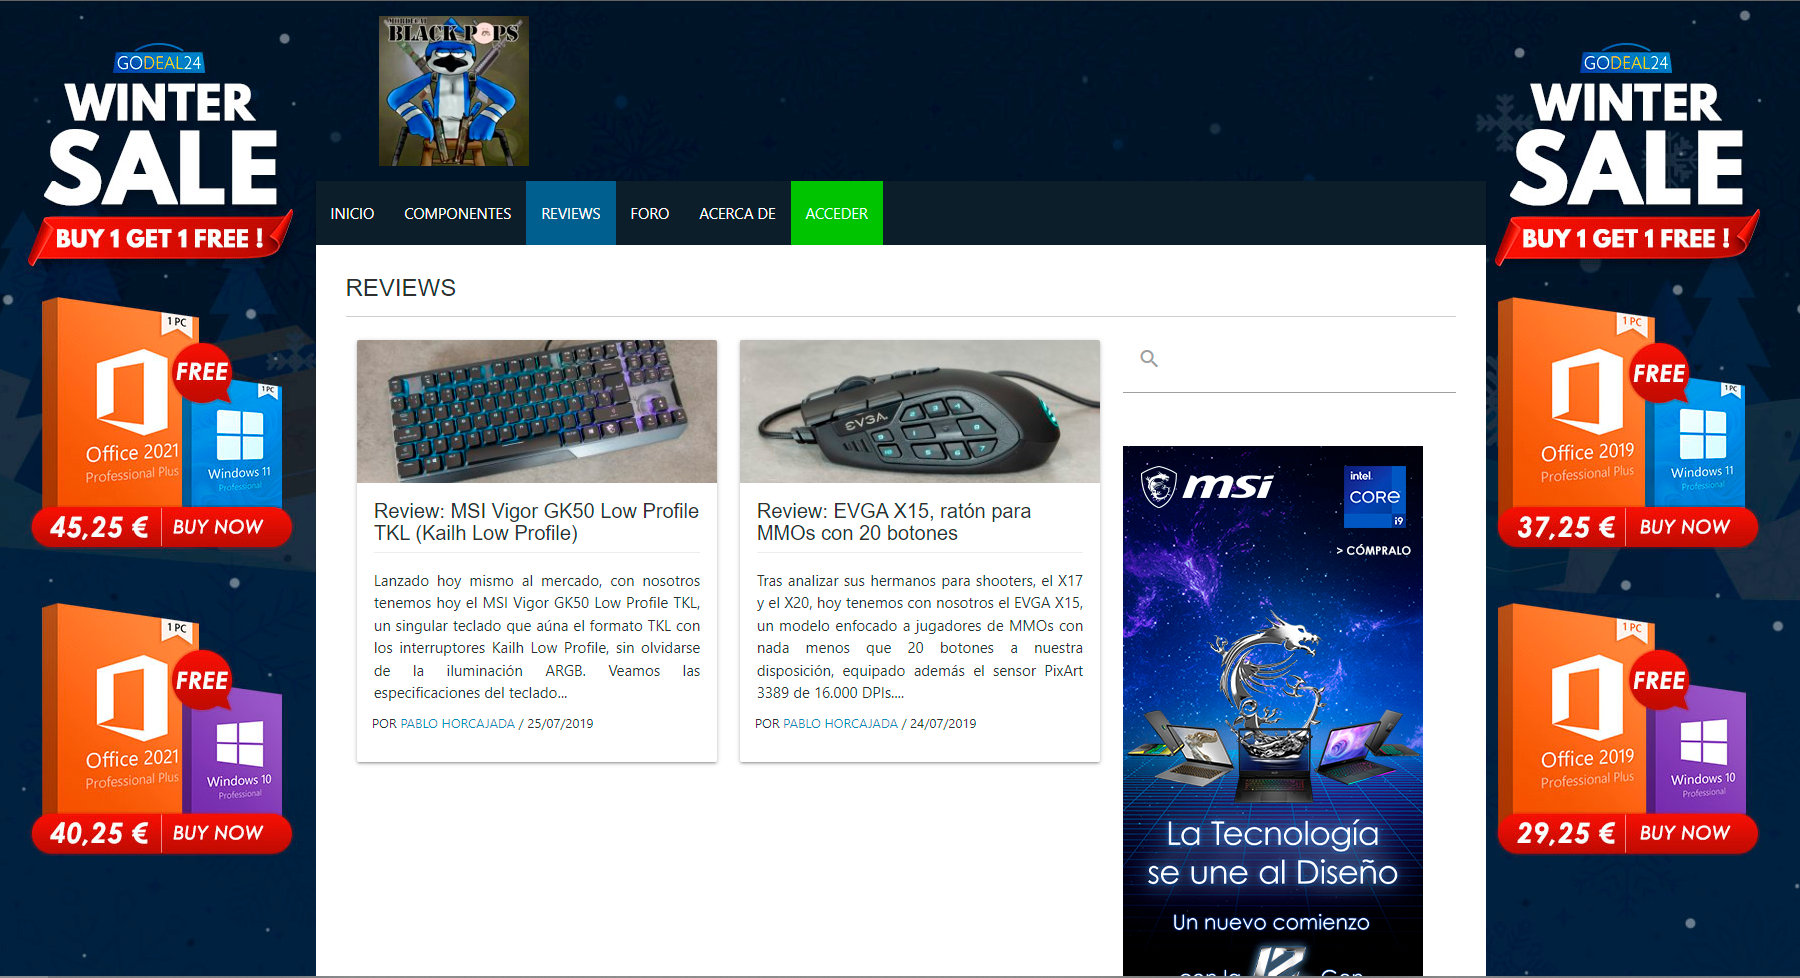 GODEAL24
WINTER
SALE
BUY 1 GET 1 FREE !
1 PC
FREE
1 PC
Office 2021
Professional Plus
Windows 11
Professional
45,25 € BUY NOW
1 PC
FREE
Office 2021
Professional Plus
Windows 10
Professional
40,25 € BUY NOW
MORDECAI
BLACK POPS
INICIO COMPONENTES REVIEWS FORO ACERCA DE ACCEDER
REVIEWS
EVGA
Review: MSI Vigor GK50 Low Profile
TKL (Kailh Low Profile)
Lanzado hoy mismo al mercado, con nosotros
tenemos hoy el MSI Vigor GK50 Low Profile TKL,
un singular teclado que aúna el formato TKL con
los interruptores Kailh Low Profile, sin olvidarse
de la iluminación ARGB. Veamos las
especificaciones del teclado...
POR PABLO HORCAJADA / 25/07/2019
Review: EVGA X15, ratón para
MMOs con 20 botones
Tras analizar sus hermanos para shooters, el X17
y el X20, hoy tenemos con nosotros el EVGA X15,
un modelo enfocado a jugadores de MMOs con
nada menos que 20 botones a nuestra
disposición, equipado además el sensor PixArt
3389 de 16.000 DPIs....
POR PABLO HORCAJADA / 24/07/2019
msi
intel
CORE
i9
> CÓMPRALO
La Tecnología
se une al Diseño
Un nuevo comienzo
con la 12 Gen
GODEAL24
WINTER
SALE
BUY 1 GET 1 FREE !
1 PC
FREE
1 PC
Office 2019
Professional Plus
Windows 11
Professional
37,25 € BUY NOW
1 PC
FREE
Office 2019
Professional Plus
Windows 10
Professional
29,25 € BUY NOW